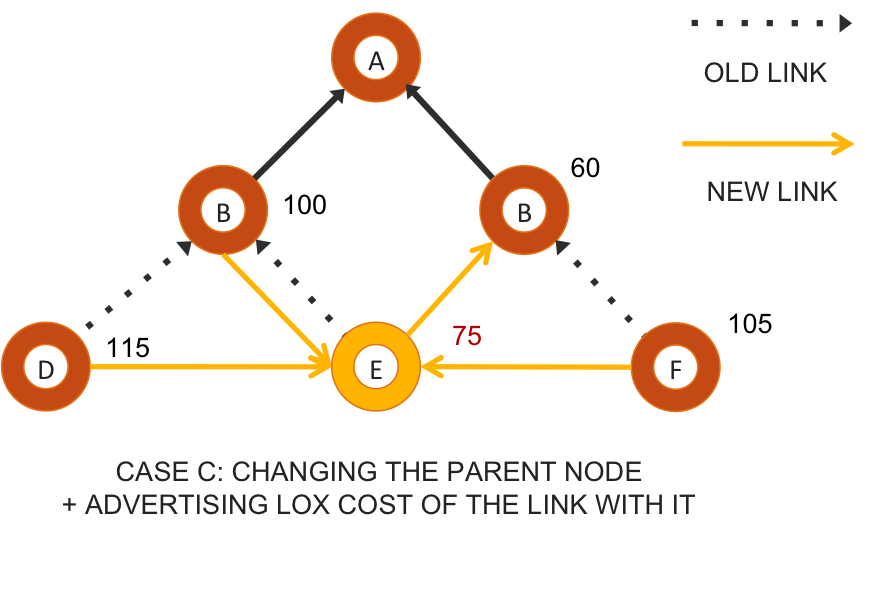 A
OLD LINK
60
B
100
B
NEW LINK
115
75
105
D
E
F
CASE C: CHANGING THE PARENT NODE
+ ADVERTISING LOX COST OF THE LINK WITH IT